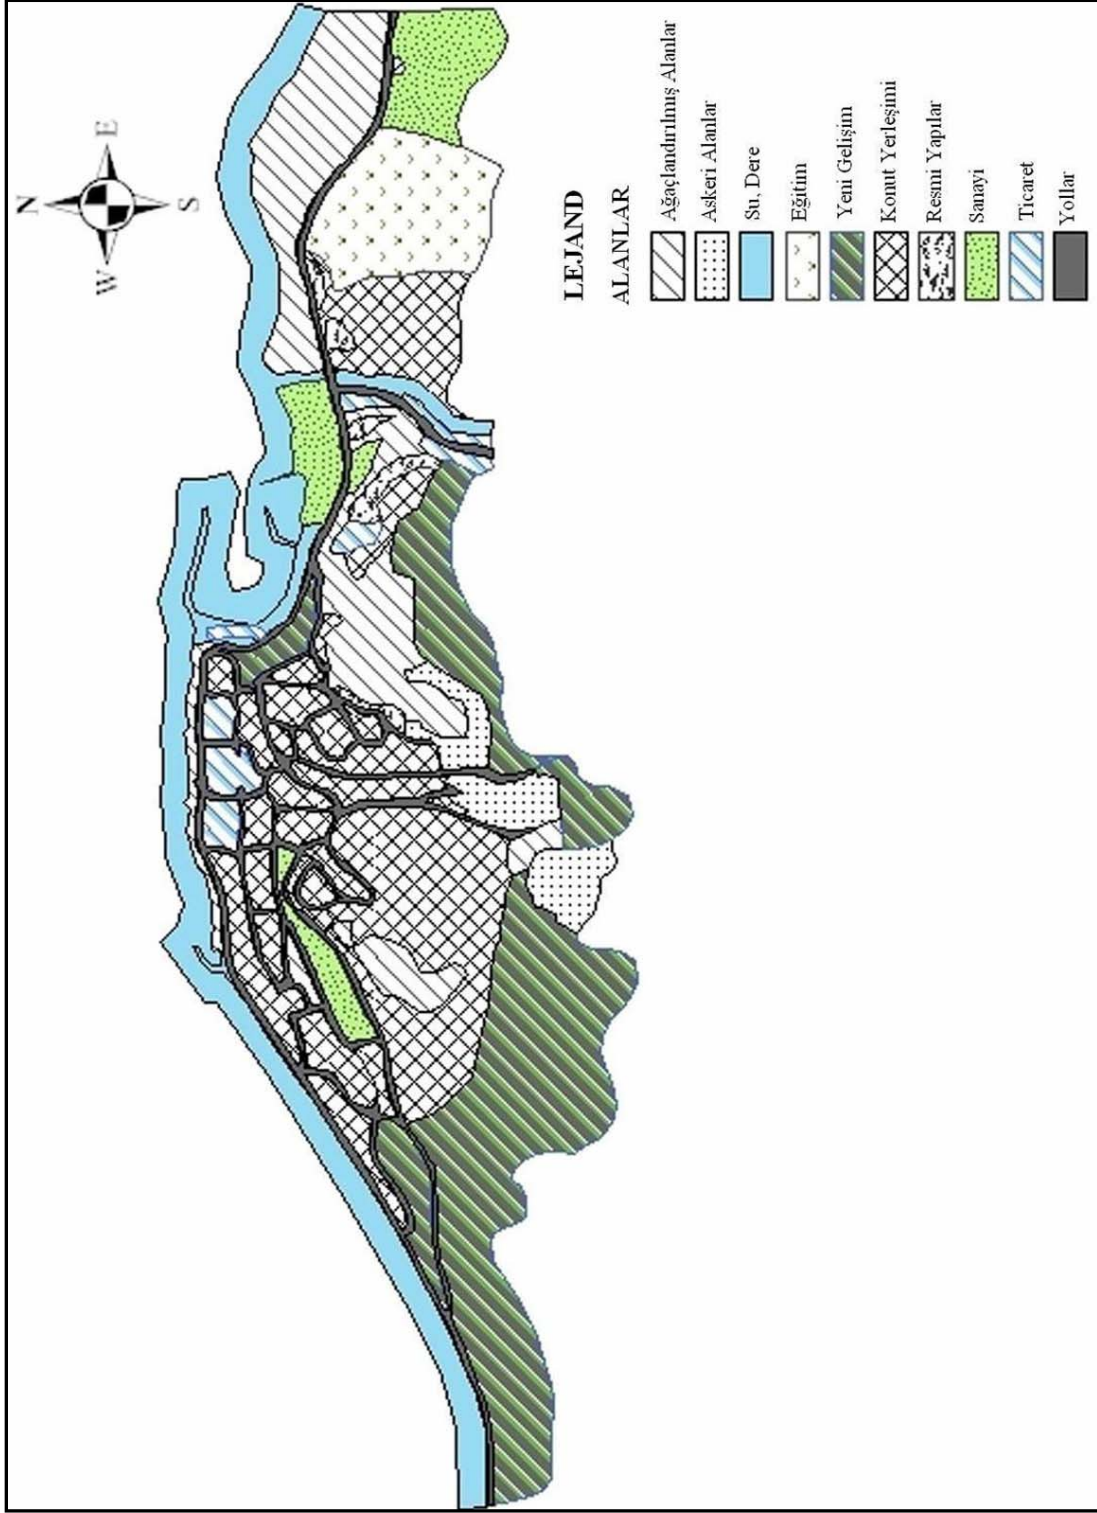 N
W
E
S
LEJAND
ALANLAR
Ağaçlandırılmış Alanlar
Askeri Alanlar
Su, Dere
Eğitim
Yeni Gelişim
Konut Yerleşimi
Resmi Yapılar
Sanayi
Ticaret
Yollar